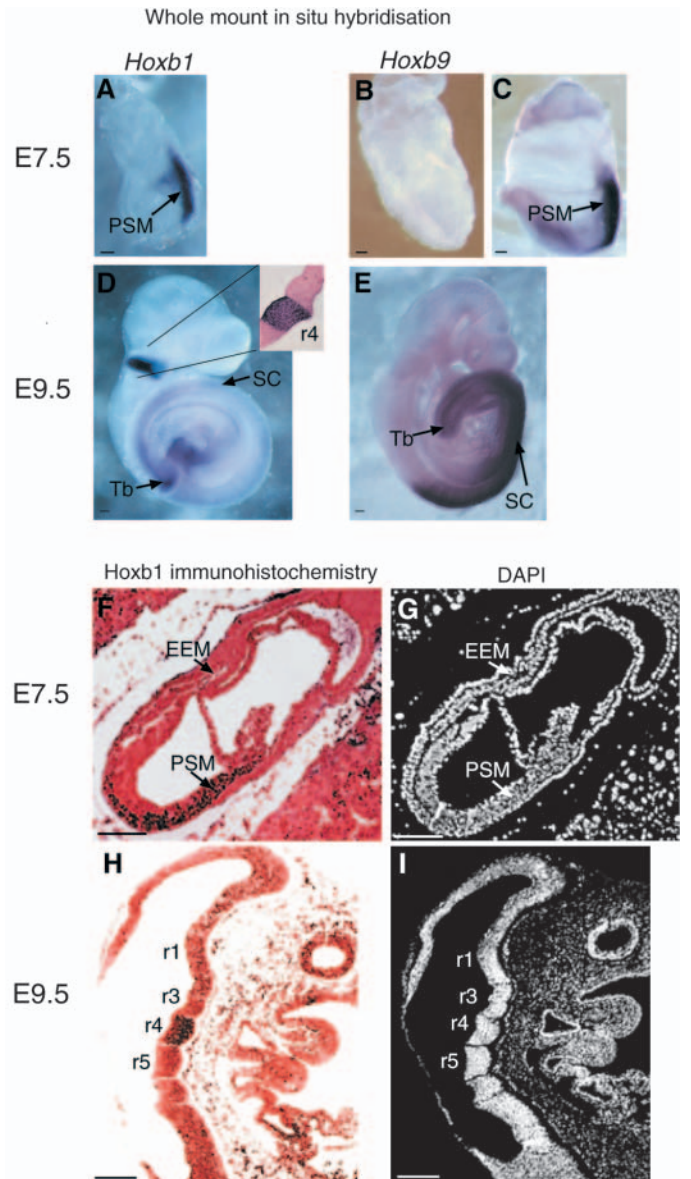 Whole mount in situ hybridisation
Hoxb1
Hoxb9
A
B
C
E7.5
PSM
PSM
D
E
r4
SC
E9.5
Tb
Tb
SC
Hoxb1 immunohistochemistry
DAPI
F
G
EEM
EEM
E7.5
PSM
PSM
H
I
r1
r1
r3
r3
E9.5
r4
r4
r5
r5